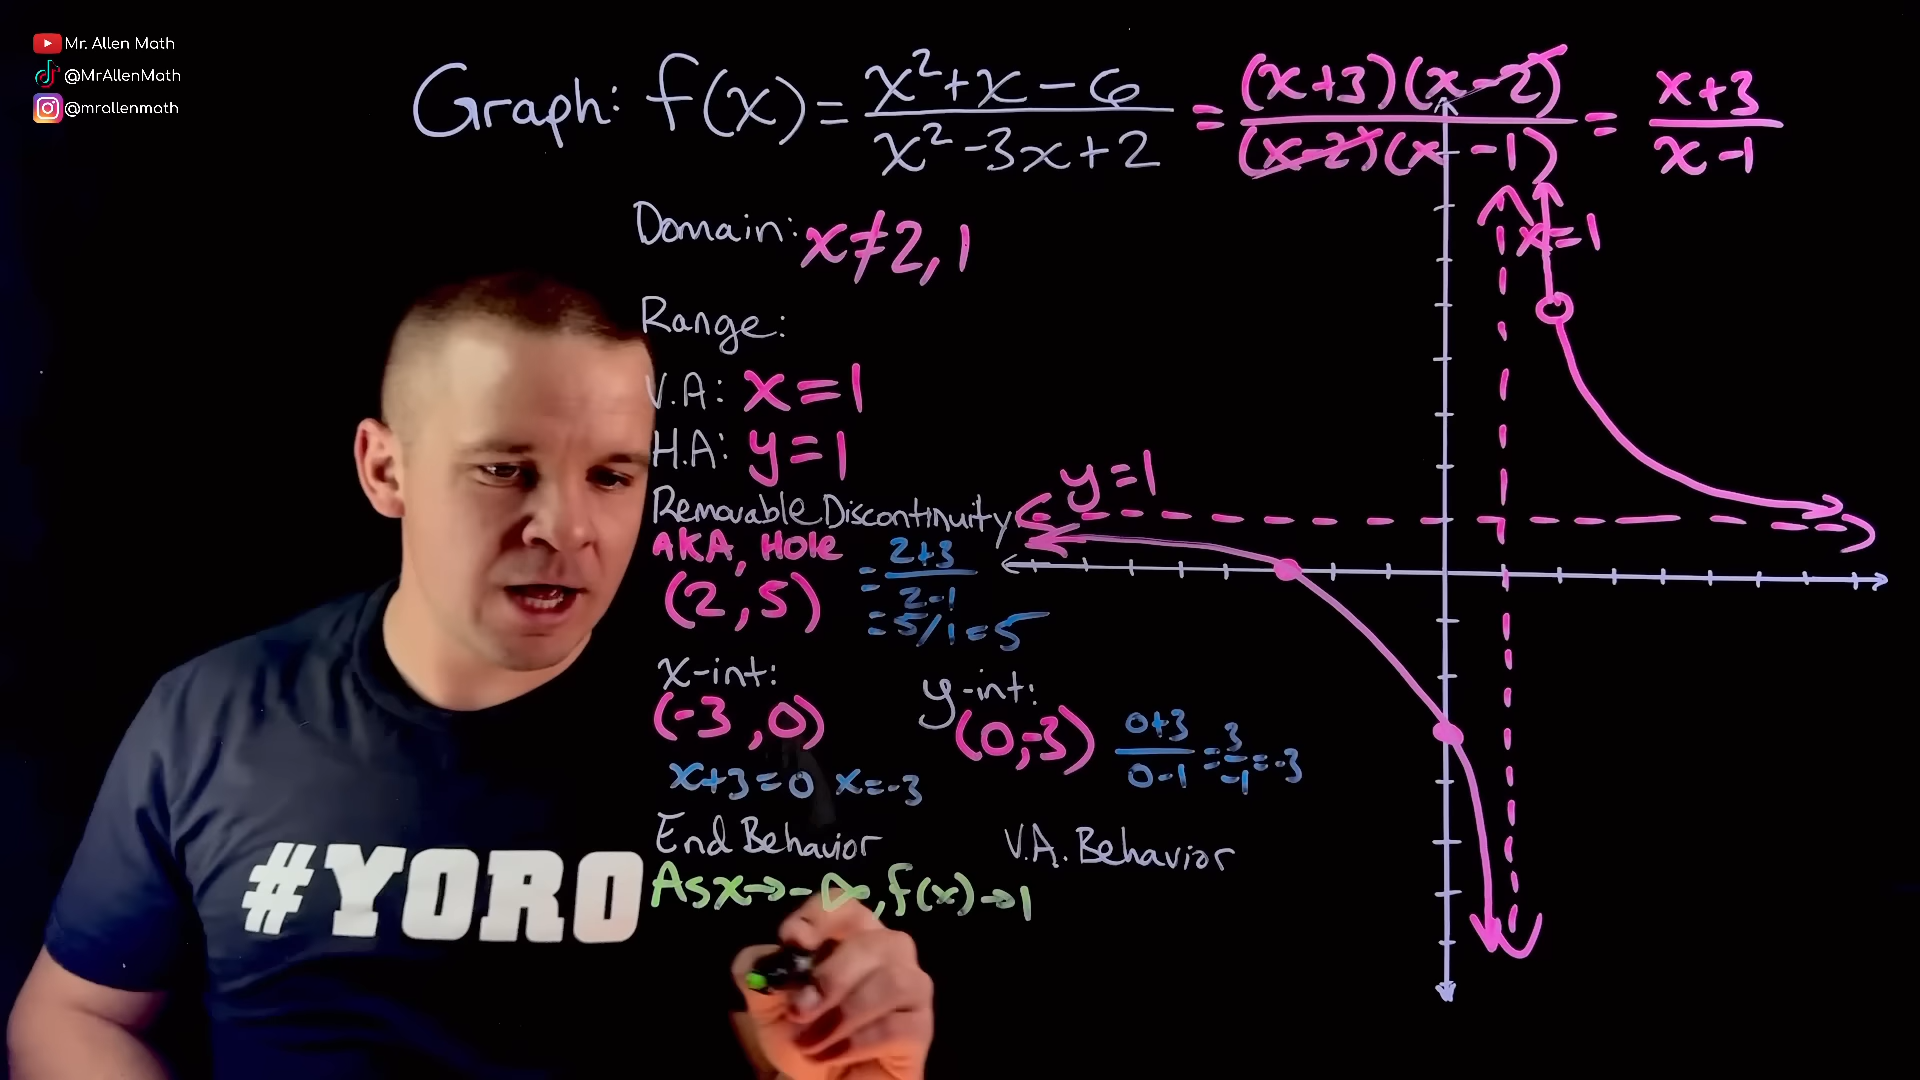 Mr. Allen Math
@MrAllenMath
@mrallenmath
Graph: f(x) = x²+x-6 / x²-3x+2 = (x+3)(x-2) / (x-2)(x-1) = x+3 / x-1
Domain: x≠2, 1
x=1
Range:
V.A: x=1
H.A: y=1
y=1
Removable Discontinuity
AKA, Hole
(2, 5)
= 2+3 / 2-1
= 5/1 = 5
x-int:
(-3, 0)
x+3=0 x=-3
y-int:
(0,-3)
0+3 / 0-1 = 3 / -1 = -3
End Behavior
As x→-∞, f(x)→1
V.A. Behavior
#YORO